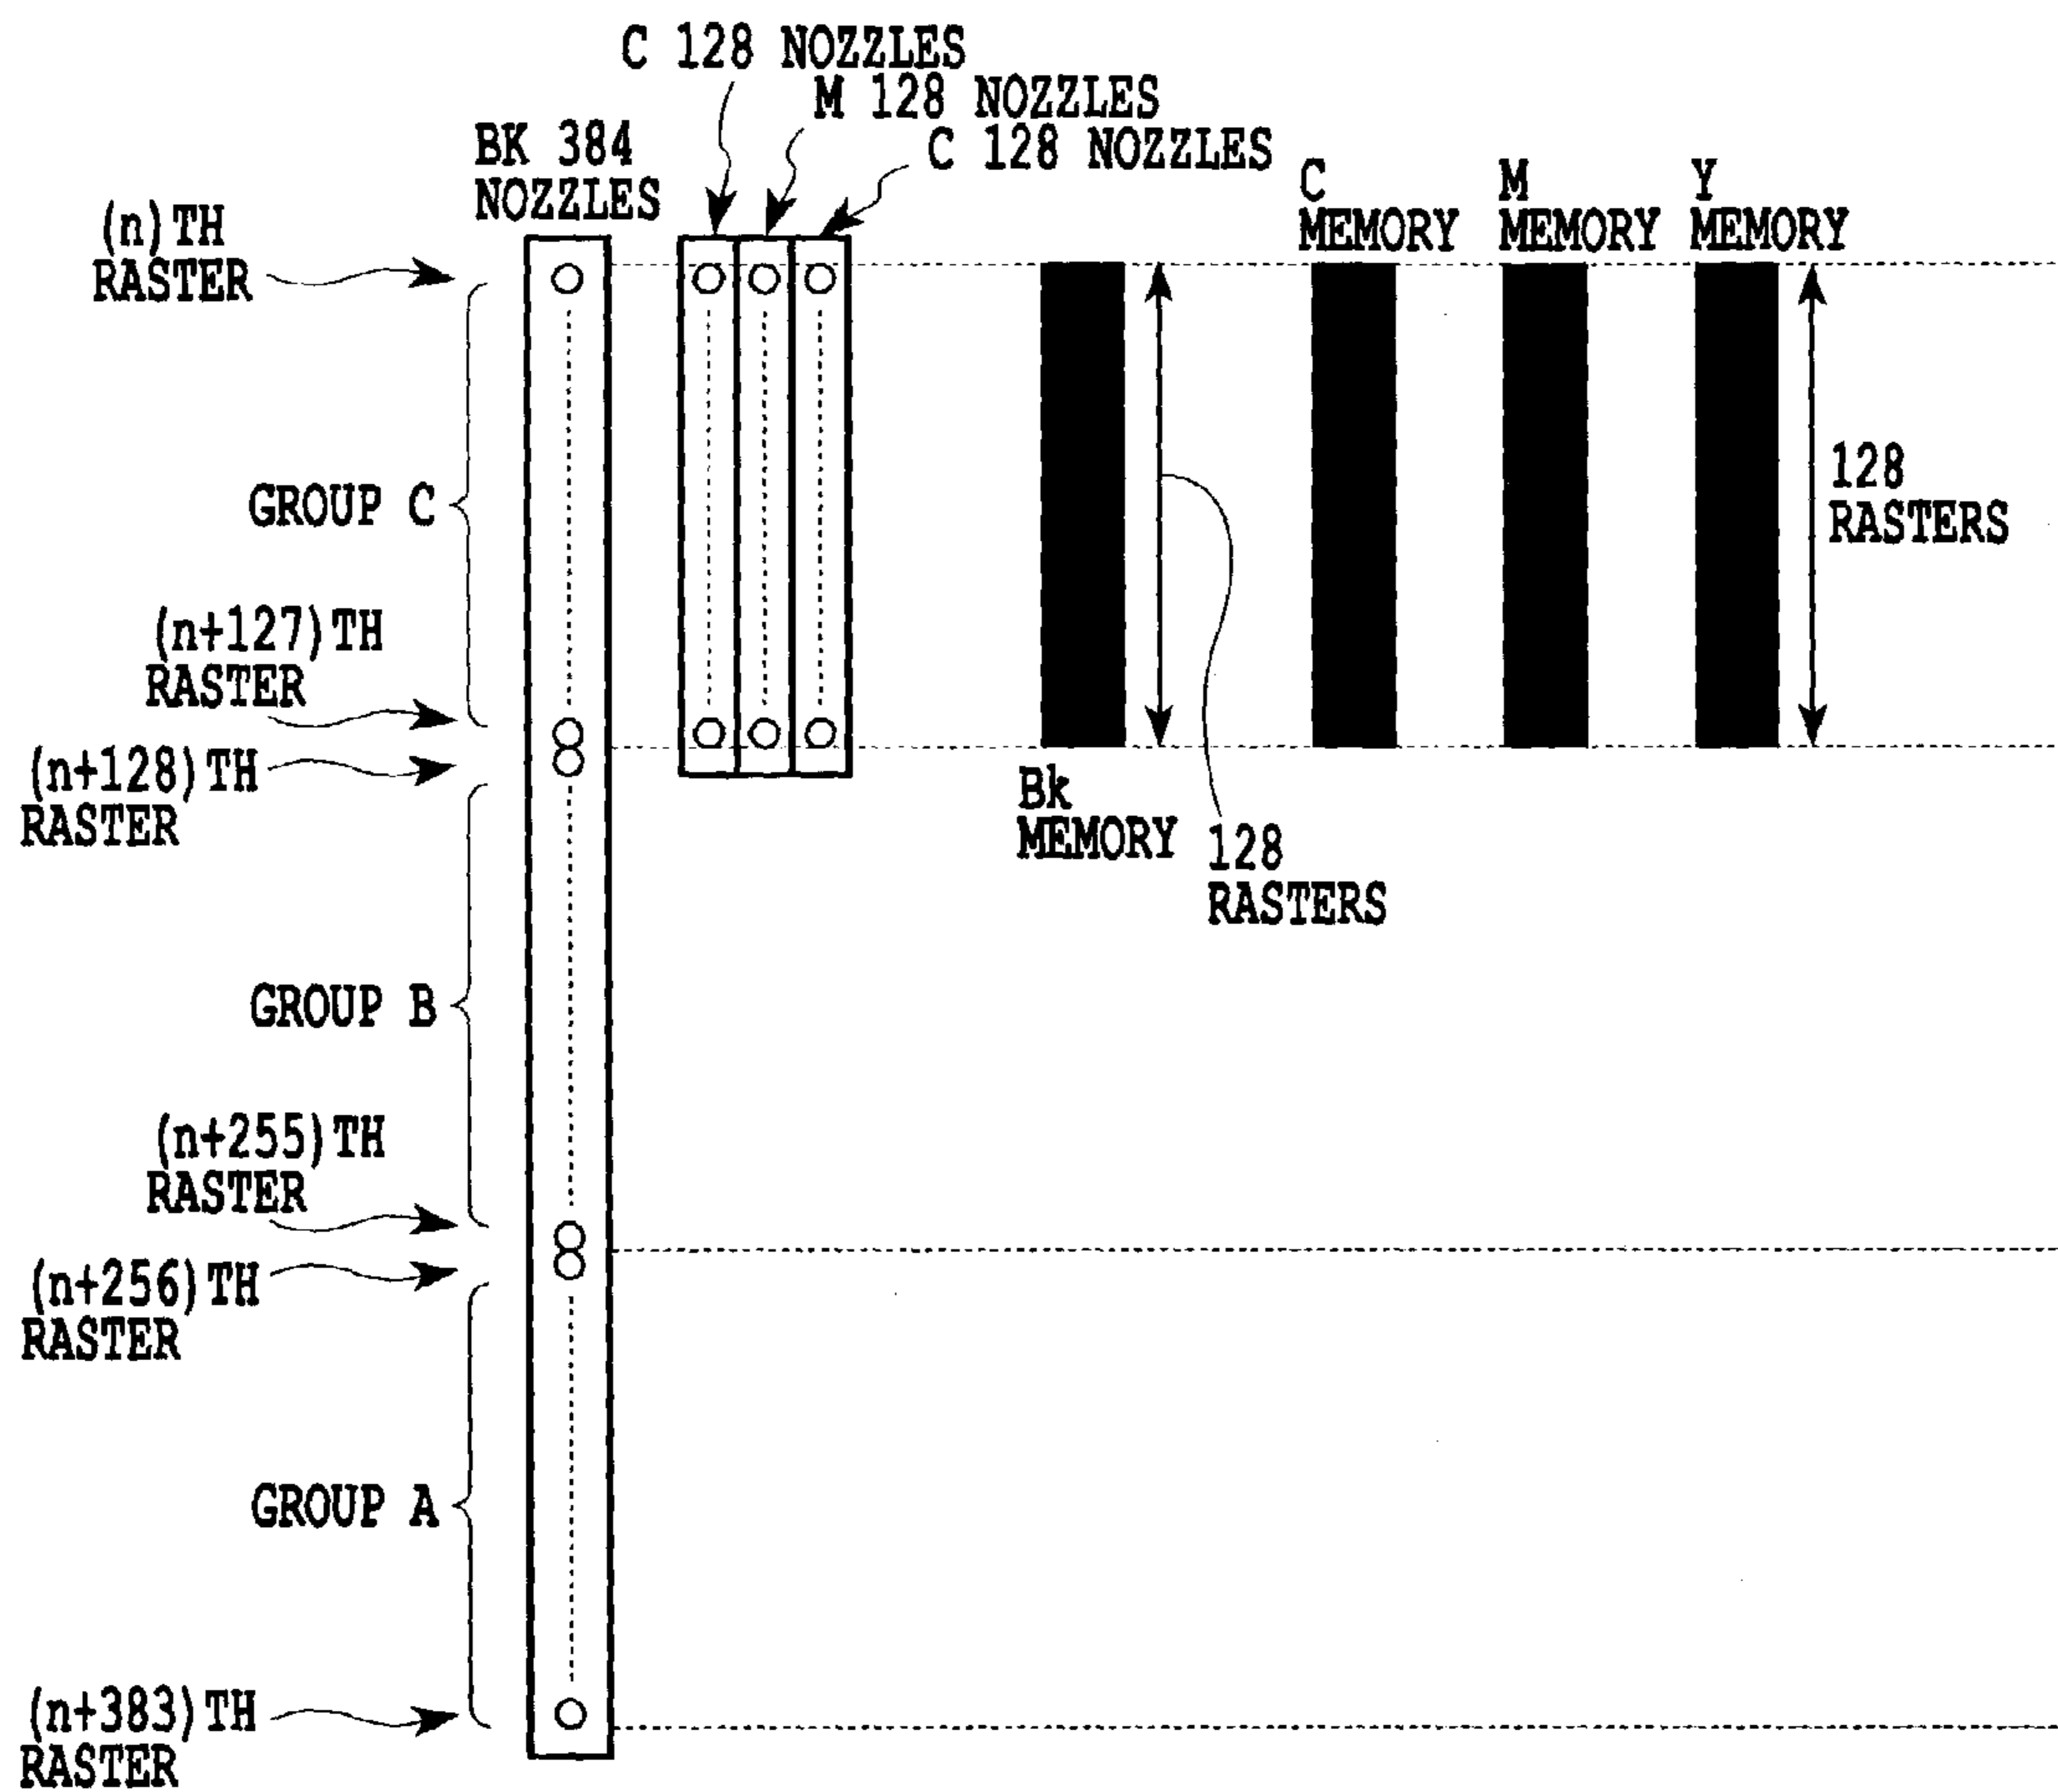 C 128 NOZZLES
M 128 NOZZLES
C 128 NOZZLES
BK 384
NOZZLES
C
MEMORY
M
MEMORY
Y
MEMORY
(n)TH
RASTER
GROUP C
128
RASTERS
(n+127)TH
RASTER
(n+128)TH
RASTER
Bk
MEMORY
128
RASTERS
GROUP B
(n+255)TH
RASTER
(n+256)TH
RASTER
GROUP A
(n+383)TH
RASTER